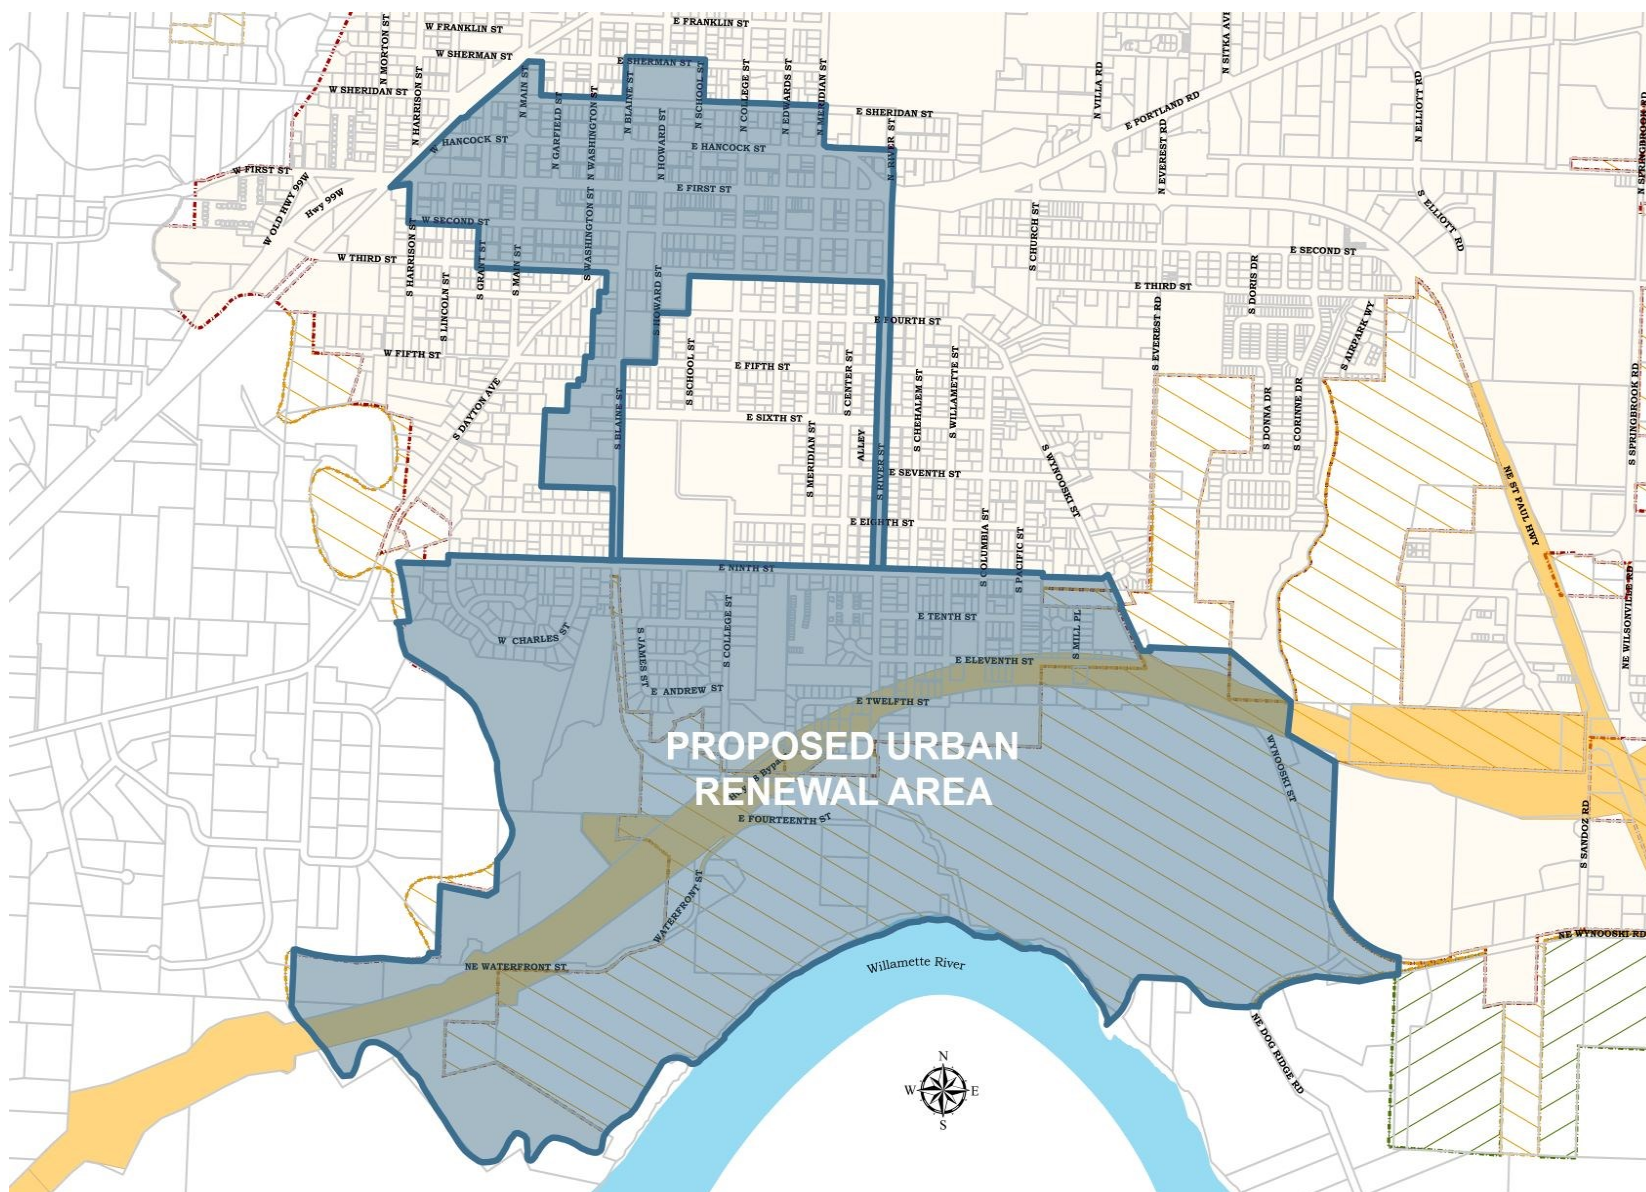 E FRANKLIN ST
W FRANKLIN ST
N MORTON ST
W SHERMAN ST
E SHERMAN ST
N SITKA AVE
W SHERIDAN ST
N HARRISON ST
N MAIN ST
N GARFIELD ST
N WASHINGTON ST
N BLAINE ST
N HOWARD ST
N SCHOOL ST
N COLLEGE ST
N EDWARDS ST
N MERIDIAN ST
E SHERIDAN ST
N RIVER ST
N VILLA RD
E PORTLAND RD
N EVEREST RD
N ELLIOTT RD
N SPRINGBROOK RD
W HANCOCK ST
E HANCOCK ST
W FIRST ST
E FIRST ST
W OLD HWY 99W
Hwy 99W
W SECOND ST
S HARRISON ST
W THIRD ST
S LINCOLN ST
S GRANT ST
S MAIN ST
S WASHINGTON ST
S HOWARD ST
S CHURCH ST
S ELLIOTT RD
E SECOND ST
E THIRD ST
S DORIS DR
S EVEREST RD
S AIRPARK WY
E FOURTH ST
W FIFTH ST
E FIFTH ST
S SCHOOL ST
S CENTER ST
S CHEHALEM ST
S WILLAMETTE ST
S DAYTON AVE
S BLAINE ST
E SIXTH ST
S MERIDIAN ST
ALLEY
S RIVER ST
E SEVENTH ST
S WYNOOSKI ST
S DONNA DR
S CORINNE DR
S SPRINGBROOK RD
NE ST PAUL HWY
E EIGHTH ST
S COLUMBIA ST
S PACIFIC ST
E NINTH ST
NE WILSONVILLE RD
W CHARLES ST
S JAMES ST
S COLLEGE ST
E TENTH ST
S MILL PL
E ELEVENTH ST
E ANDREW ST
E TWELFTH ST
PROPOSED URBAN
RENEWAL AREA
WYNOOSKI ST
E FOURTEENTH ST
S SANDOZ RD
WATERFRONT ST
NE WATERFRONT ST.
Willamette River
NE WYNOOSKI RD
NE DOG RIDGE RD
N
W
E
S